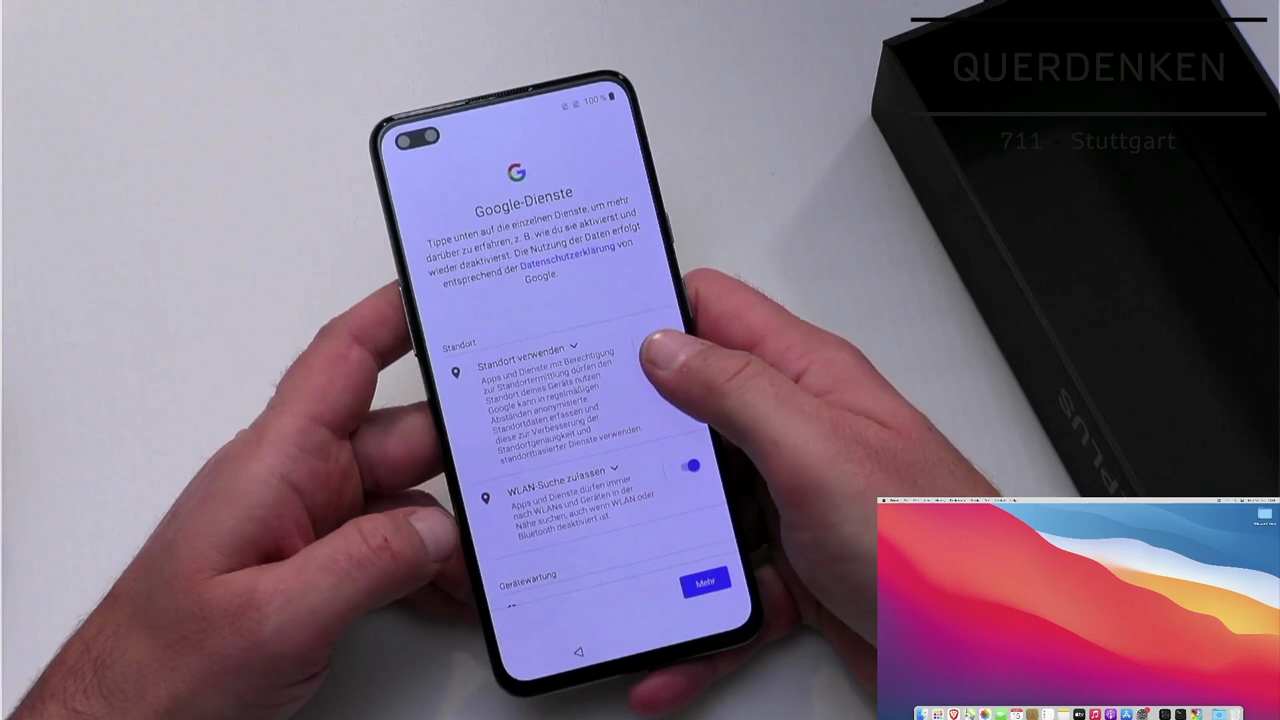 QUERDENKEN
711 - Stuttgart
100 %
Google-Dienste
Tippe unten auf die einzelnen Dienste, um mehr
darüber zu erfahren, z. B. wie du sie aktivierst und
wieder deaktivierst. Die Nutzung der Daten erfolgt
entsprechend der Datenschutzerklärung von
Google.
Standort
Standort verwenden
Apps und Dienste mit Berechtigung
zur Standortermittlung dürfen den
Standort deines Geräts nutzen
Google kann in regelmäßigen
Abständen anonymisierte
Standortdaten erfassen und
diese zur Verbesserung der
Standortgenauigkeit und
standortbasierter Dienste verwenden.
WLAN-Suche zulassen
Apps und Dienste dürfen immer
nach WLANs und Geräten in der
Nähe suchen, auch wenn WLAN oder
Bluetooth deaktiviert ist.
Gerätewartung
Mehr
PLUS